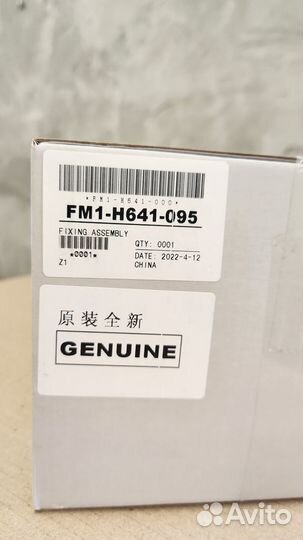 *FM1-H641-000*
FM1-H641-095
FIXING ASSEMBLY
QTY: 0001
*0001*
DATE: 2022-4-12
Z1
CHINA
原装全新
GENUINE
Avito